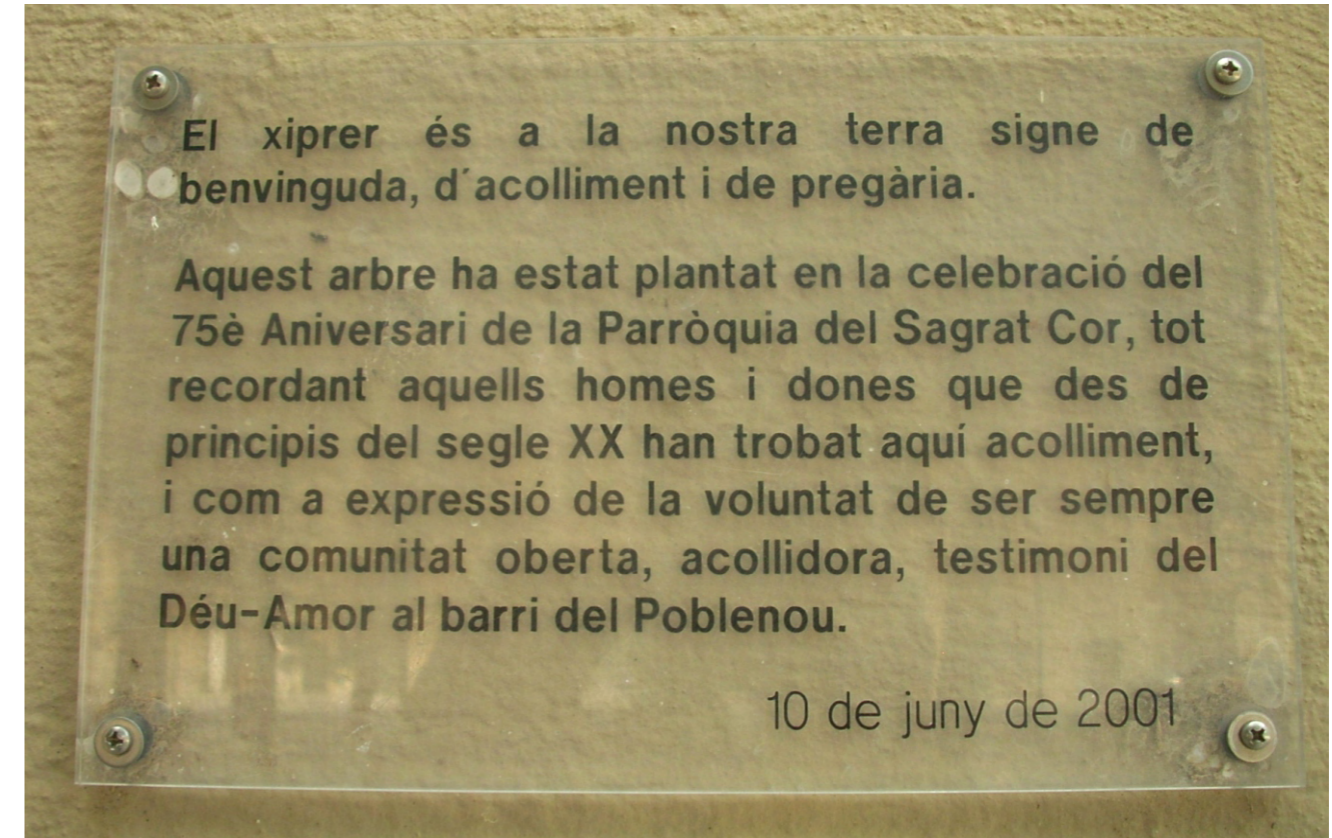 El xiprer és a la nostra terra signe de
benvinguda, d´acolliment i de pregària.
Aquest arbre ha estat plantat en la celebració del
75è Aniversari de la Parròquia del Sagrat Cor, tot
recordant aquells homes i dones que des de
principis del segle XX han trobat aquí acolliment,
i com a expressió de la voluntat de ser sempre
una comunitat oberta, acollidora, testimoni del
Déu-Amor al barri del Poblenou.
10 de juny de 2001